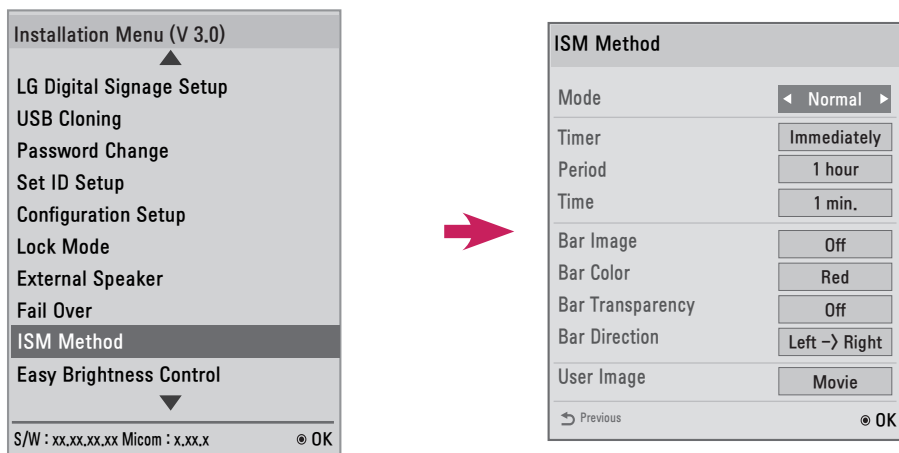 Installation Menu (V 3.0)
LG Digital Signage Setup
USB Cloning
Password Change
Set ID Setup
Configuration Setup
Lock Mode
External Speaker
Fail Over
ISM Method
Easy Brightness Control
S/W : xx.xx.xx.xx Micom : x.xx.x ◉ OK
ISM Method
Mode ◀ Normal ▶
Timer Immediately
Period 1 hour
Time 1 min.
Bar Image Off
Bar Color Red
Bar Transparency Off
Bar Direction Left -> Right
User Image Movie
Previous ◉ OK